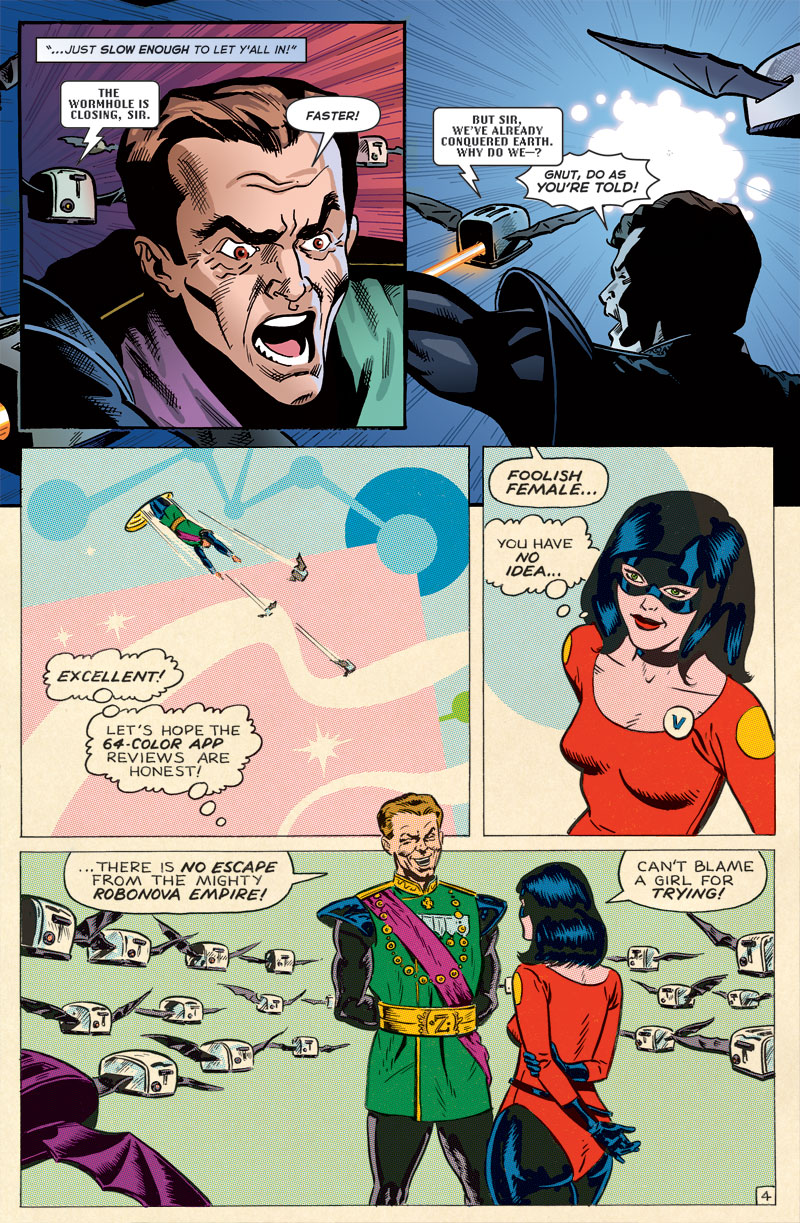 "...JUST SLOW ENOUGH TO LET Y'ALL IN!"
THE
WORMHOLE IS
CLOSING, SIR.
FASTER!
BUT SIR,
WE'VE ALREADY
CONQUERED EARTH.
WHY DO WE—?
GNUT, DO AS
YOU'RE TOLD!
EXCELLENT!
LET'S HOPE THE
64-COLOR APP
REVIEWS ARE
HONEST!
FOOLISH
FEMALE...
YOU HAVE
NO
IDEA...
V
...THERE IS NO ESCAPE
FROM THE MIGHTY
ROBONOVA EMPIRE!
CAN'T BLAME
A GIRL FOR
TRYING!
·Z·
4